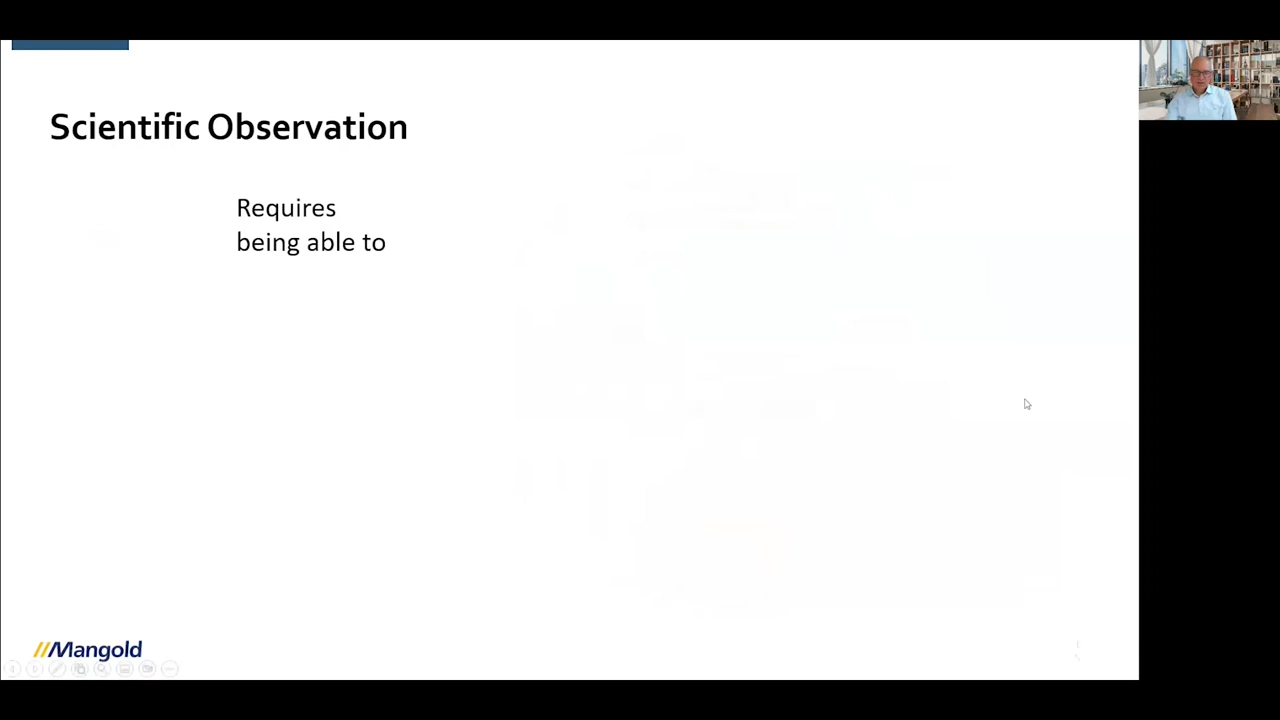 Scientific Observation
Requires
being able to
//Mangold